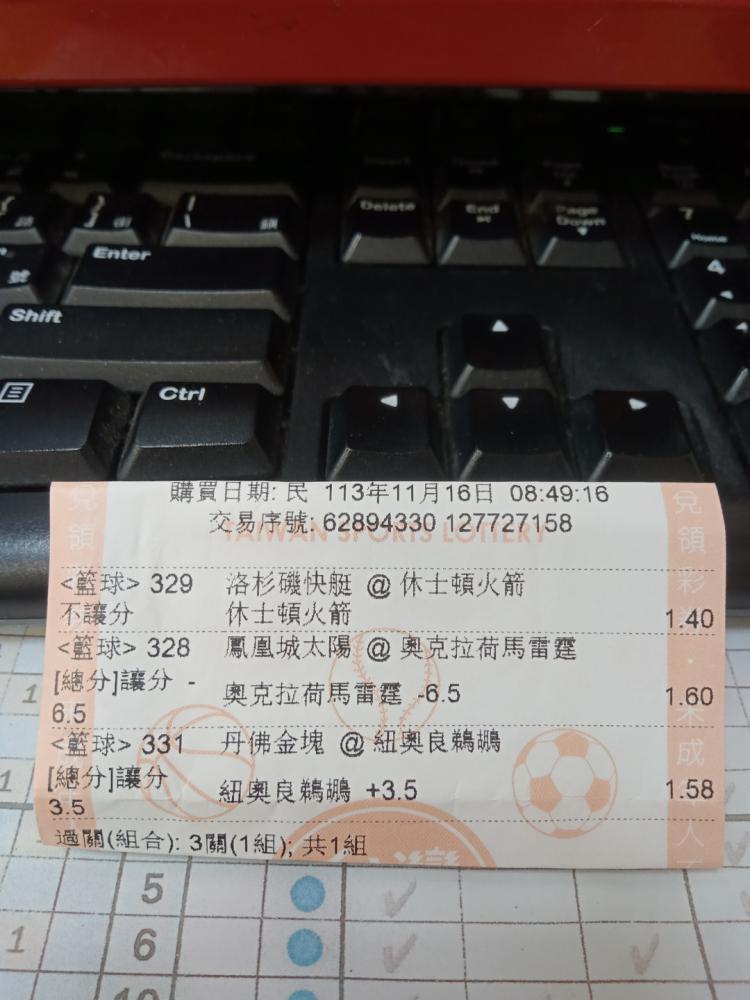 Delete
End
Page
Down
7
Home
Enter
4
Shift
Ctrl
購買日期: 民 113年11月16日 08:49:16
交易序號: 62894330 127727158
TAIWAN SPORTS LOTTERY
<籃球> 329 洛杉磯快艇 @ 休士頓火箭
不讓分 休士頓火箭 1.40
<籃球> 328 鳳凰城太陽 @ 奧克拉荷馬雷霆
[總分]讓分 -
6.5 奧克拉荷馬雷霆 -6.5 1.60
<籃球> 331 丹佛金塊 @ 紐奧良鵜鶘
[總分]讓分
3.5 紐奧良鵜鶘 +3.5 1.58
過關(組合): 3關(1組); 共1組
5
1 6